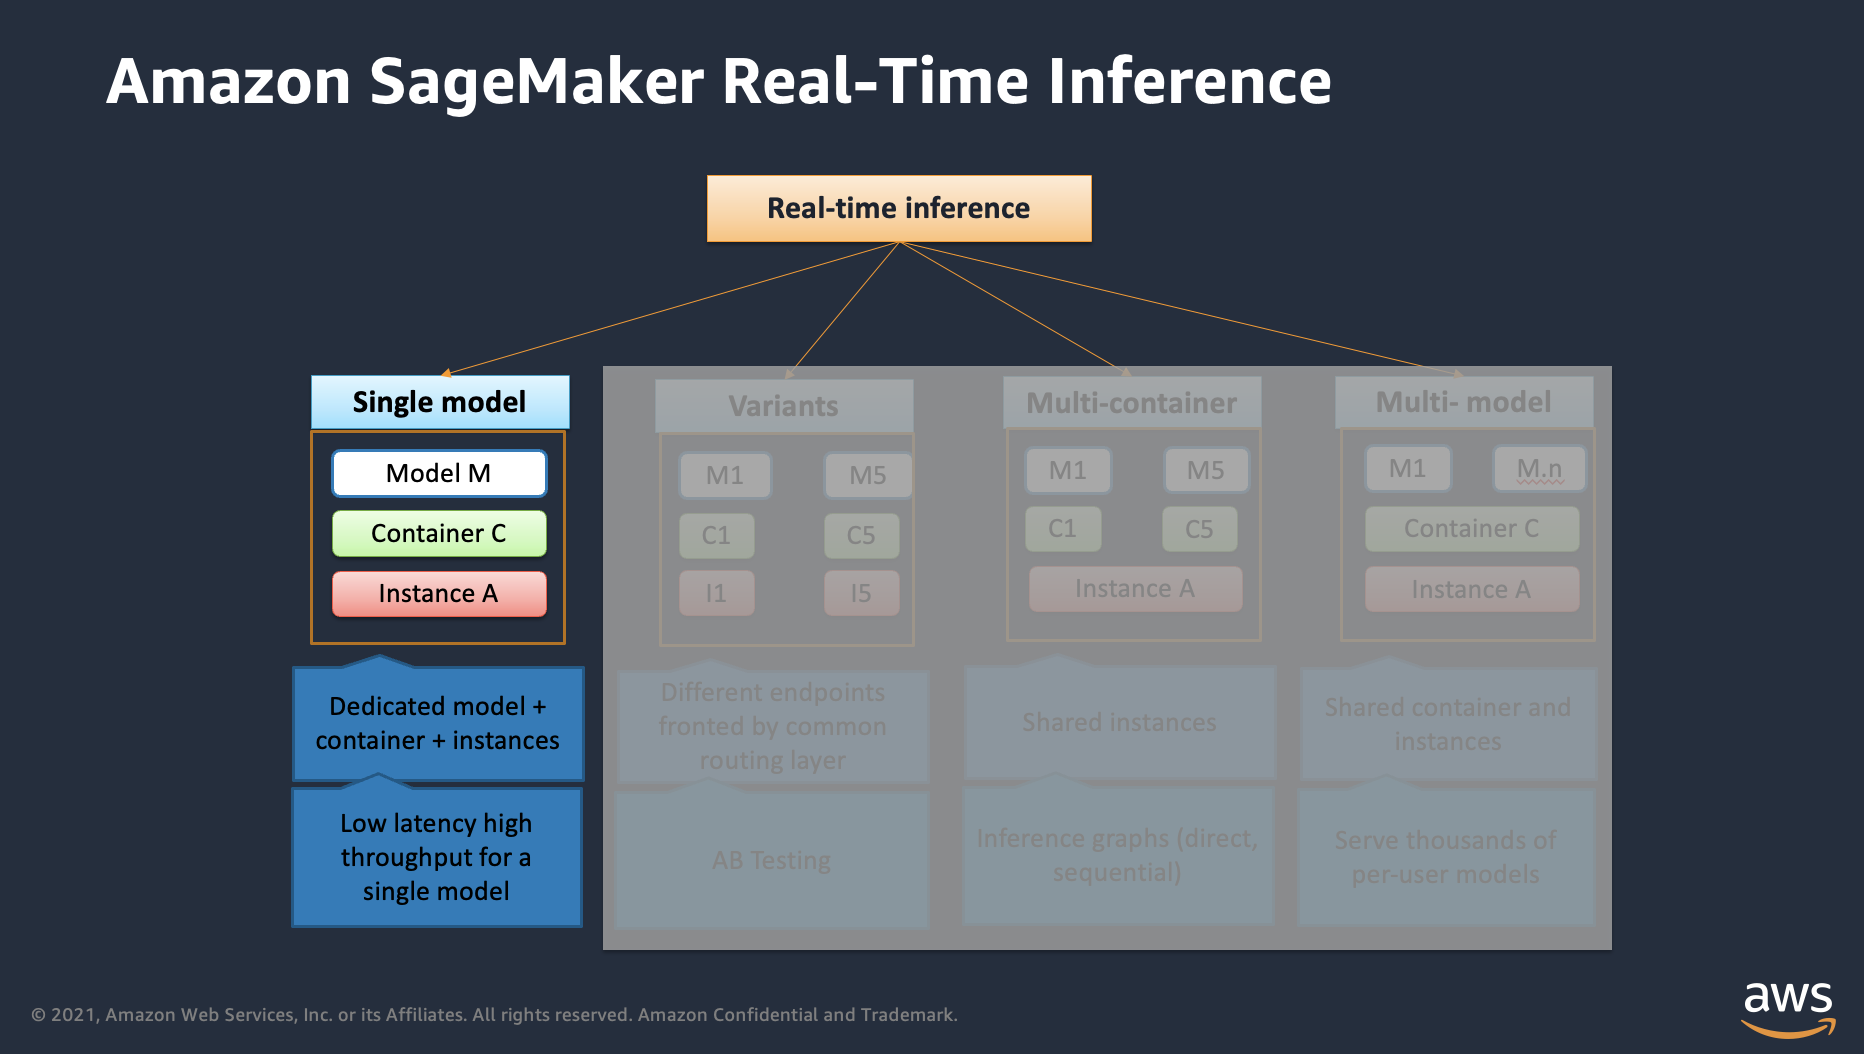 Amazon SageMaker Real-Time Inference
Real-time inference
Single model
Model M
Container C
Instance A
Dedicated model +
container + instances
Low latency high
throughput for a
single model
Variants
M1
M5
C1
C5
I1
I5
Different endpoints
fronted by common
routing layer
AB Testing
Multi-container
M1
M5
C1
C5
Instance A
Shared instances
Inference graphs (direct,
sequential)
Multi- model
M1
M.n
Container C
Instance A
Shared container and
instances
Serve thousands of
per-user models
© 2021, Amazon Web Services, Inc. or its Affiliates. All rights reserved. Amazon Confidential and Trademark.
aws